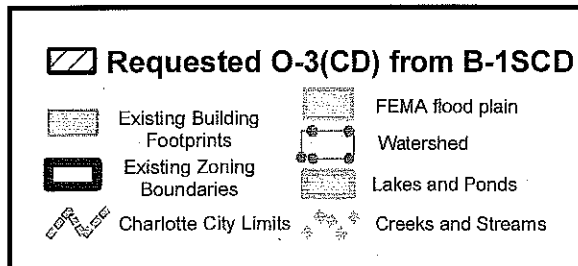 Requested O-3(CD) from B-1SCD
Existing Building
Footprints
Existing Zoning
Boundaries
Charlotte City Limits
FEMA flood plain
Watershed
Lakes and Ponds
Creeks and Streams